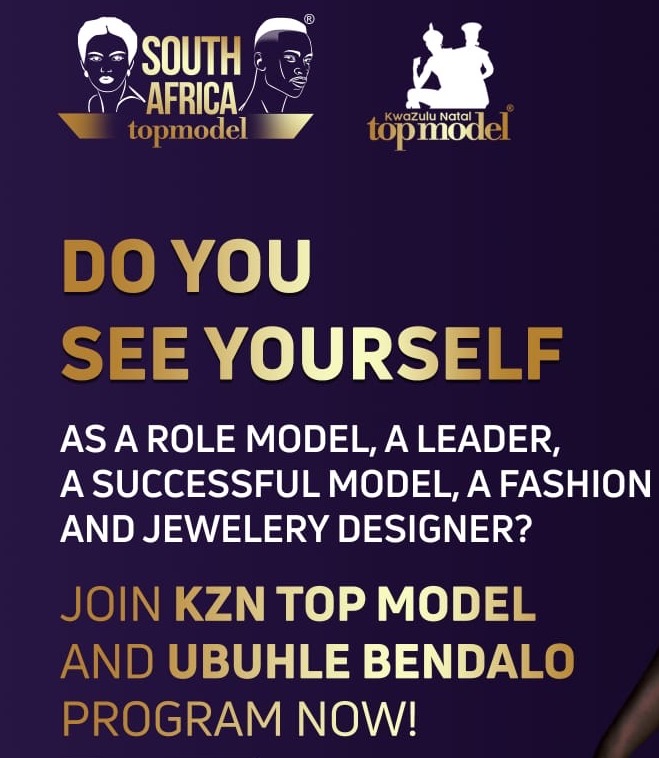 SOUTH
AFRICA
topmodel
®
KwaZulu Natal
topmodel
®
DO YOU
SEE YOURSELF
AS A ROLE MODEL, A LEADER,
A SUCCESSFUL MODEL, A FASHION
AND JEWELERY DESIGNER?
JOIN KZN TOP MODEL
AND UBUHLE BENDALO
PROGRAM NOW!